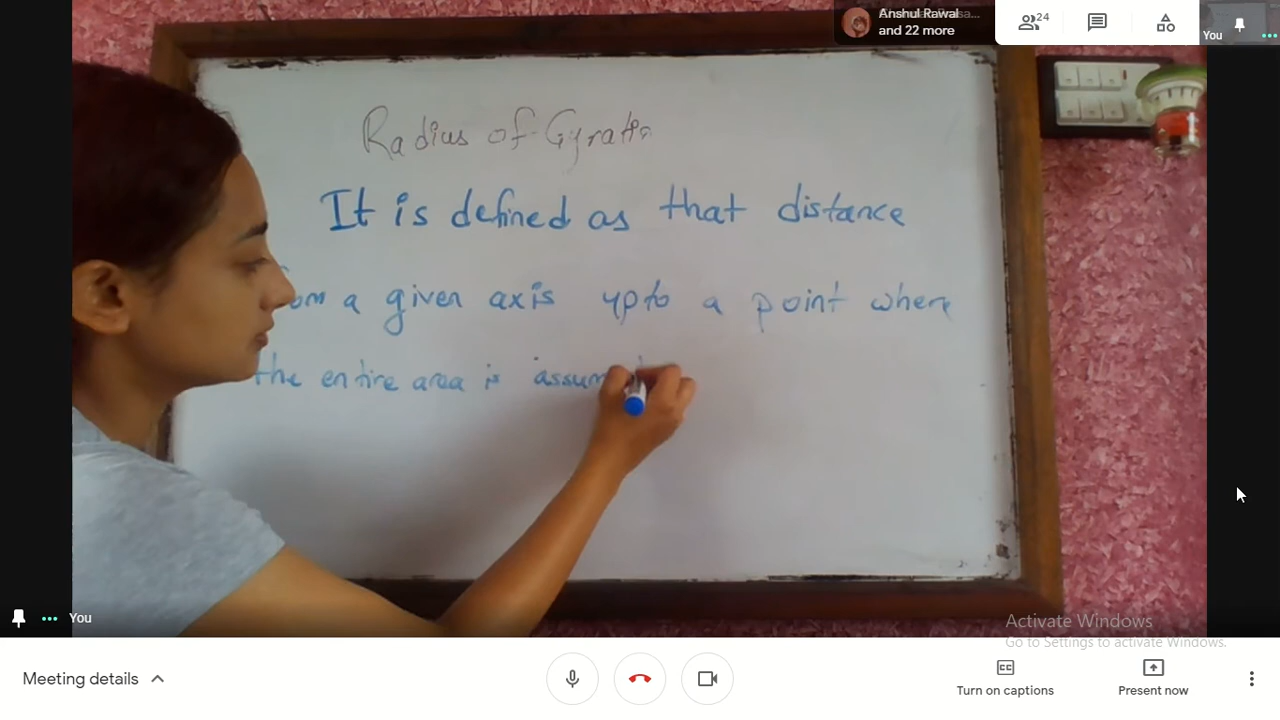 Anshul Rawal
and 22 more
24
You
Radius of Gyration
It is defined as that distance
a given axis upto a point where
the entire area is assum
You
Activate Windows
Go to Settings to activate Windows.
Meeting details
CC
Turn on captions
Present now